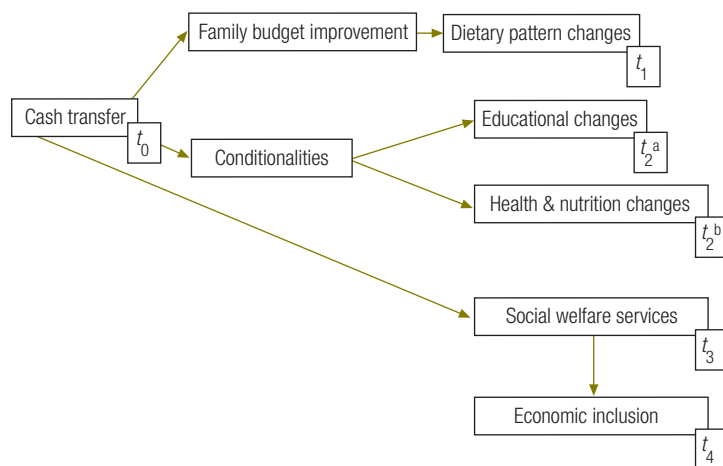 Family budget improvement
Dietary pattern changes
t1
Cash transfer
t0
Educational changes
t2a
Conditionalities
Health & nutrition changes
t2b
Social welfare services
t3
Economic inclusion
t4